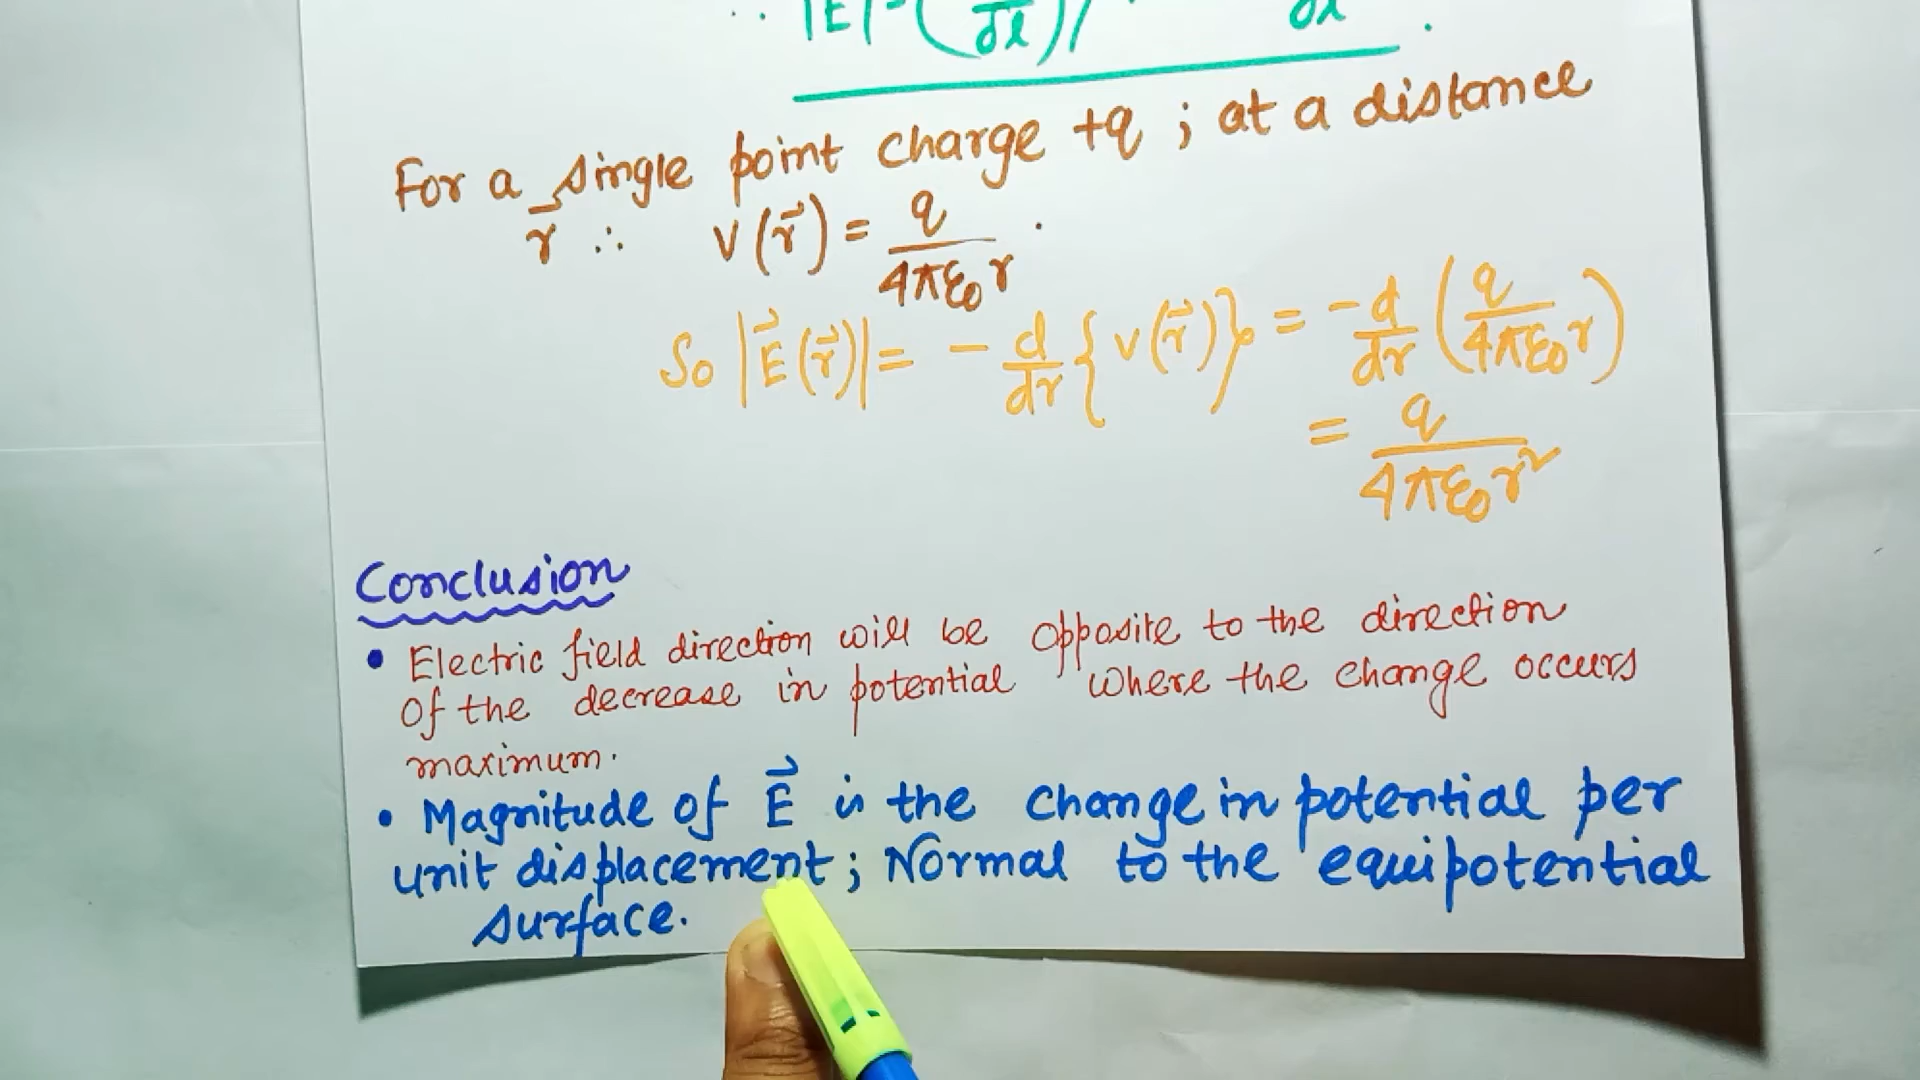 ∴ |E| = (∂l)
∂l
For a single point charge +q ; at a distance
r⃗ ∴ V(r⃗) = q/4πε₀r .
So |E⃗(r⃗)| = - d/dr {V(r⃗)} = -d/dr (q/4πε₀r)
= q/4πε₀r²
Conclusion
• Electric field direction will be opposite to the direction
of the decrease in potential where the change occurs
maximum.
• Magnitude of E⃗ is the change in potential per
unit displacement; Normal to the equipotential
surface.